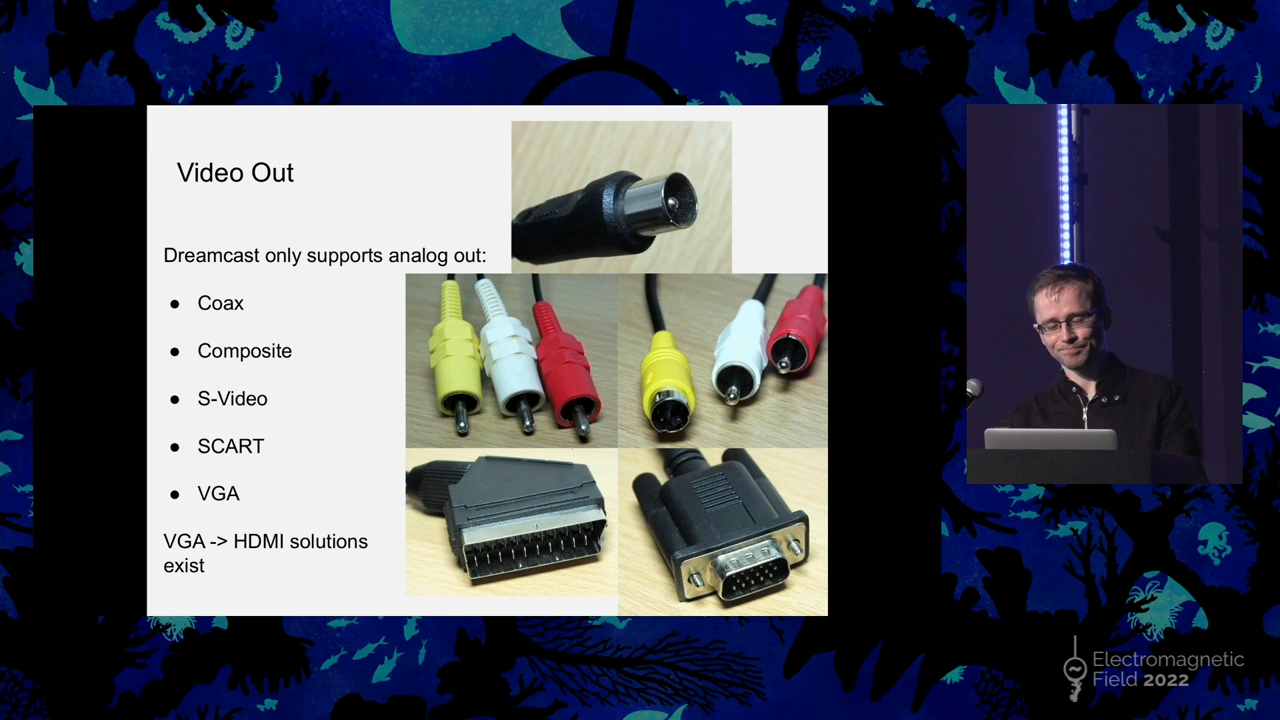 Video Out
Dreamcast only supports analog out:
● Coax
● Composite
● S-Video
● SCART
● VGA
VGA -> HDMI solutions
exist
Electromagnetic
Field 2022